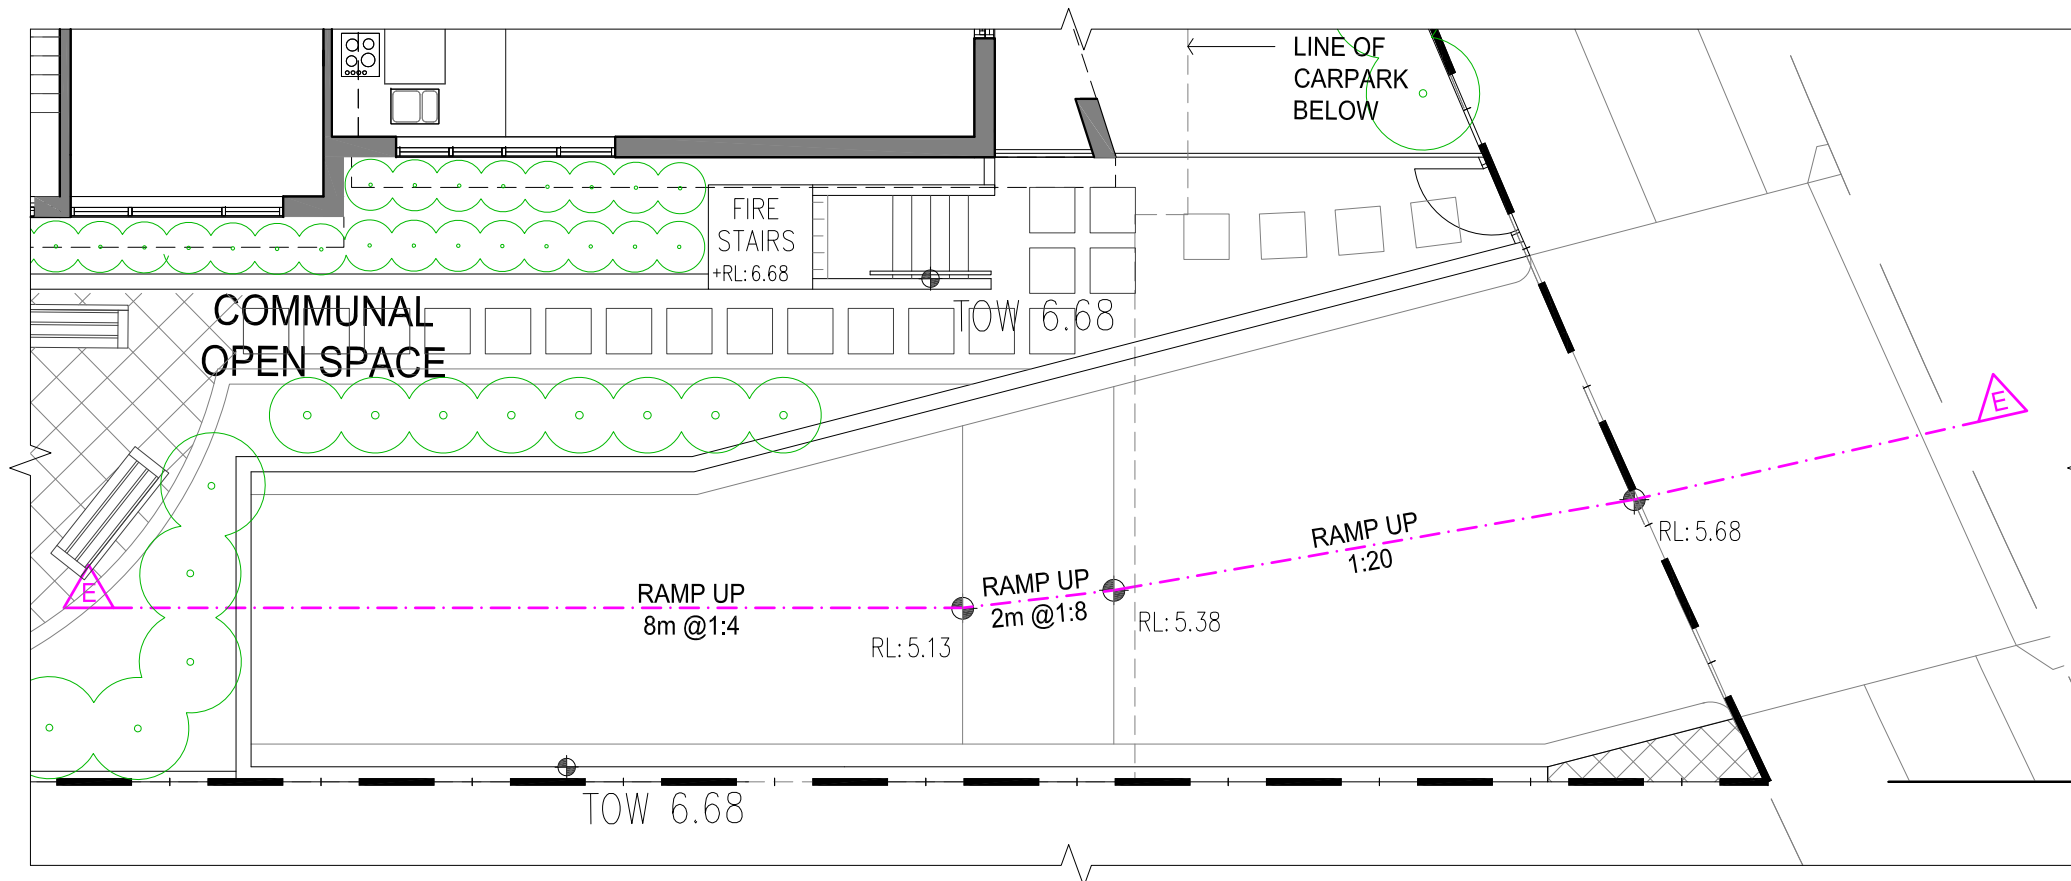 LINE OF
CARPARK
BELOW
FIRE
STAIRS
+RL: 6.68
COMMUNAL
OPEN SPACE
TOW 6.68
E
RAMP UP
1:20
RL: 5.68
E
RAMP UP
8m @1:4
RAMP UP
2m @1:8
RL: 5.13
RL: 5.38
TOW 6.68